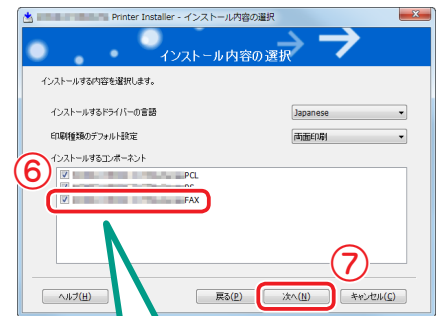 Printer Installer - インストール内容の選択
インストール内容の選択
インストールする内容を選択します。
インストールするドライバーの言語 Japanese
印刷種類のデフォルト設定 両面印刷
インストールするコンポーネント
⑥
PCL
PS
FAX
⑦
ヘルプ(H) 戻る(P) 次へ(N) キャンセル(C)